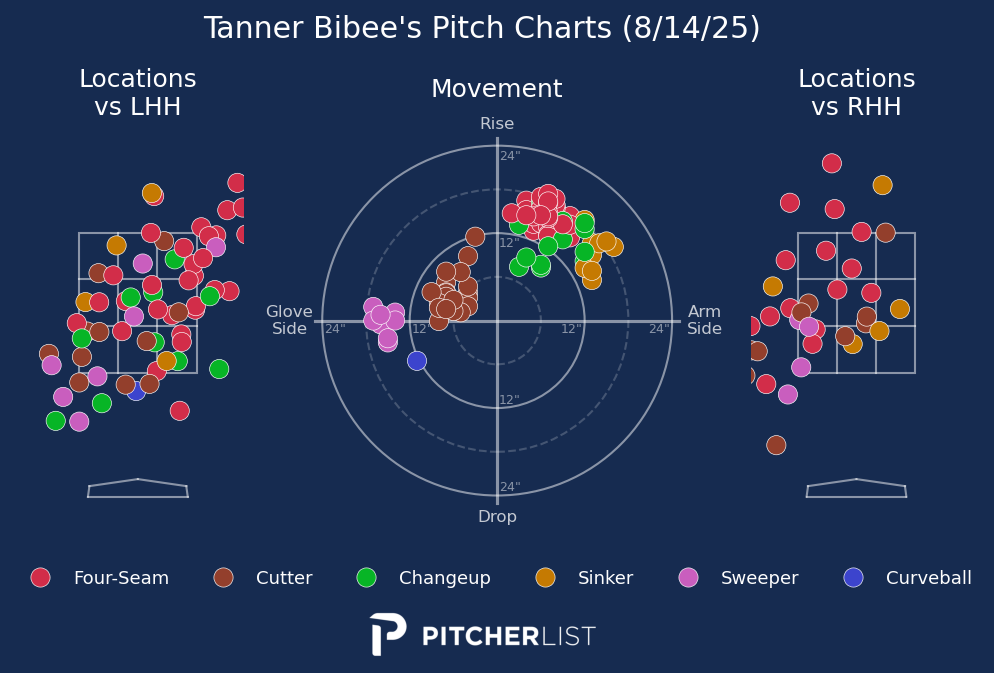 Tanner Bibee's Pitch Charts (8/14/25)
Locations
vs LHH
Movement
Locations
vs RHH
Rise
24"
12"
Glove
Side
24"
12"
12"
24"
Arm
Side
12"
24"
Drop
Four-Seam
Cutter
Changeup
Sinker
Sweeper
Curveball
PITCHERLIST